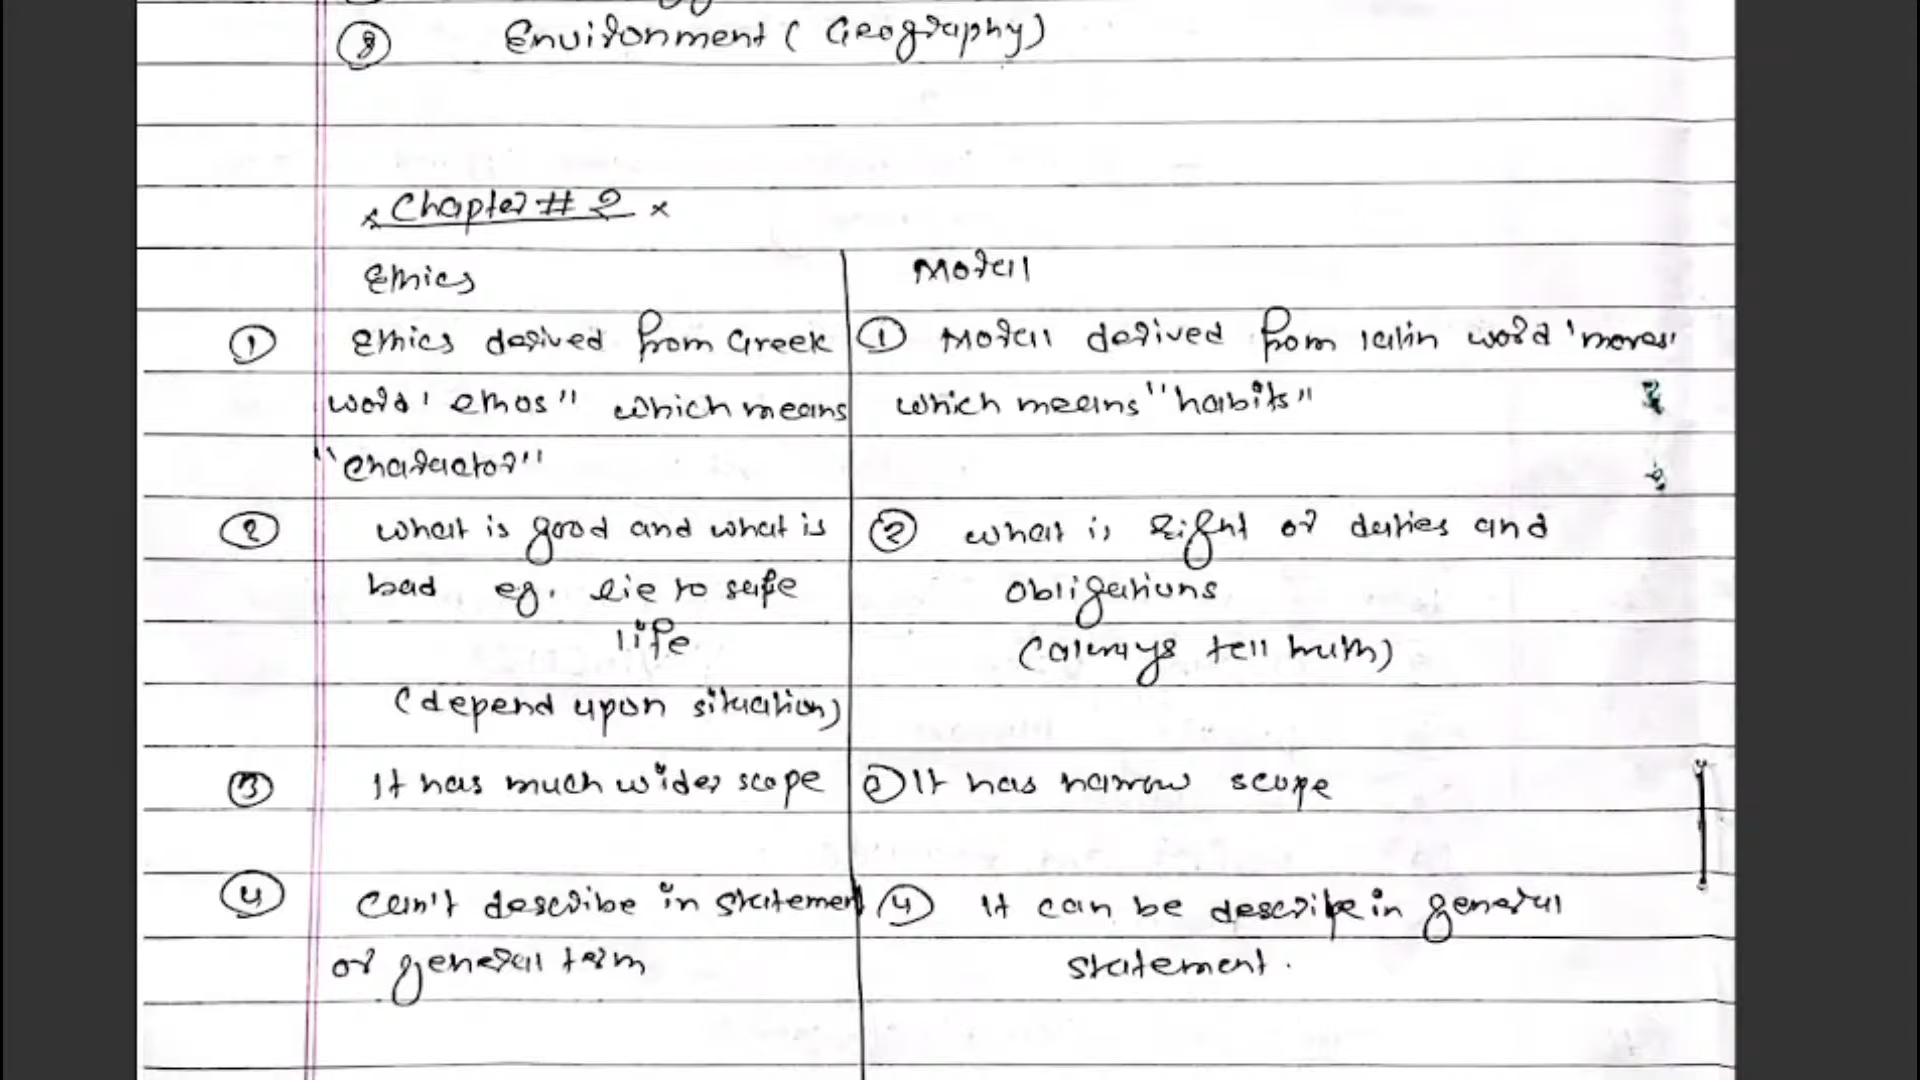 ⑧ Environment ( Geography)
x Chapter # 2 x
Ethics
Moral
① Ethics derived from Greek
word ' ethos" which means
"charactor"
① Moral derived from latin word 'mores'
which means "habits"
② what is good and what is
bad eg. lie to safe
life
(depend upon situation)
② what is right or duties and
obligations
(always tell truth)
③ It has much wider scope
③ It has narrow scope
④ can't describe in statement
or general term
④ it can be describe in general
statement.